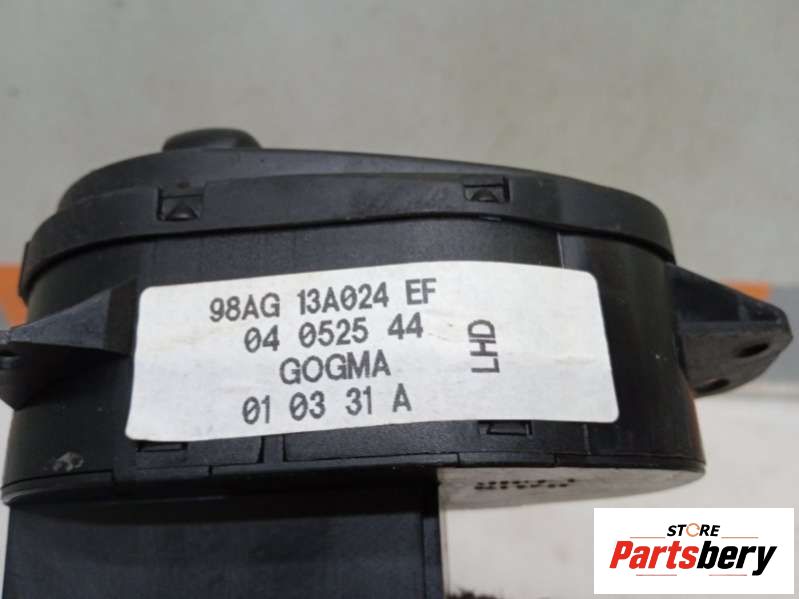 98AG 13A024 EF
04 0525 44
GOGMA
01 03 31 A
LHD
STORE
Partsbery